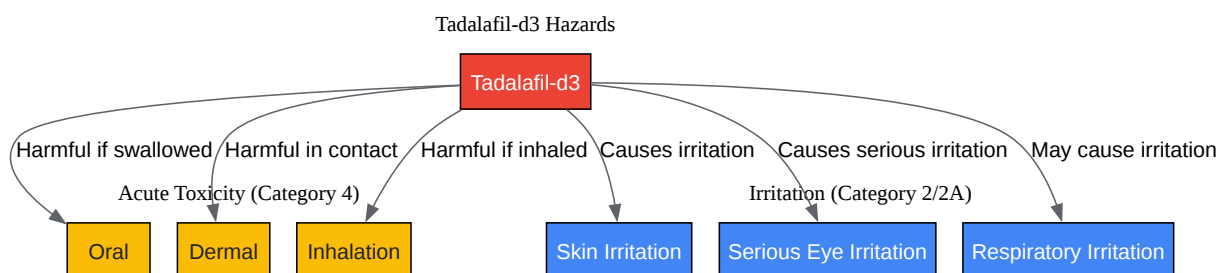 Tadalafil-d3 Hazards
Tadalafil-d3
Harmful if swallowed Harmful in contact Harmful if inhaled Causes irritation Causes serious irritation May cause irritation
Acute Toxicity (Category 4) Irritation (Category 2/2A)
Oral Dermal Inhalation Skin Irritation Serious Eye Irritation Respiratory Irritation